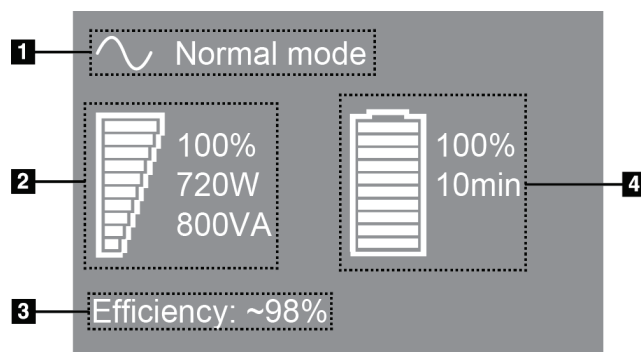 1 Normal mode
2 100% 100%
720W 10min 4
800VA
3 Efficiency: ~98%